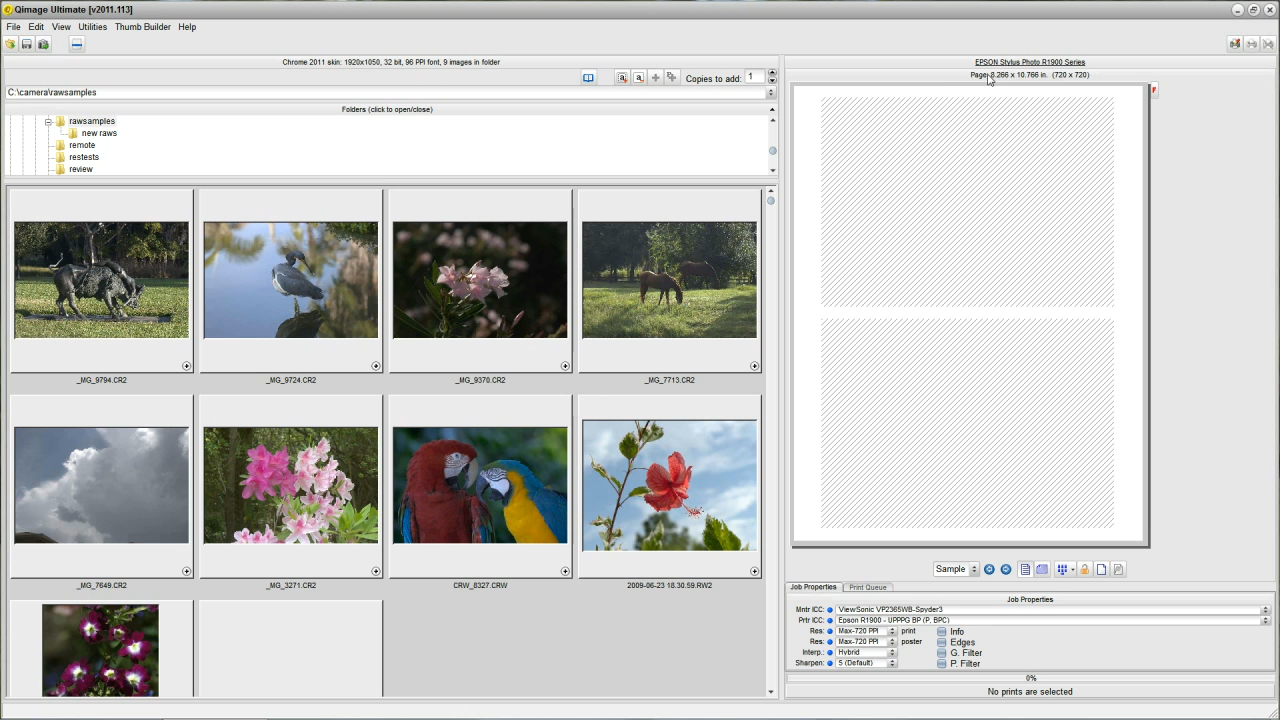 Qimage Ultimate [v2011.113]
File Edit View Utilities Thumb Builder Help
Chrome 2011 skin: 1920x1050, 32 bit, 96 PPI font, 9 images in folder
Copies to add: 1
C:\camera\rawsamples
Folders (click to open/close)
rawsamples
new raws
remote
restests
review
_MG_9794.CR2
_MG_9724.CR2
_MG_9370.CR2
_MG_7713.CR2
_MG_7649.CR2
_MG_3271.CR2
CRW_8327.CRW
2009-06-23 18.30.59.RW2
EPSON Stylus Photo R1900 Series
Page: 8.266 x 10.766 in. (720 x 720)
Sample
Job Properties Print Queue
Job Properties
Mntr ICC: ViewSonic VP2365WB-Spyder3
Prtr ICC: Epson R1900 - UPPPG BP (P, BPC)
Res: Max-720 PPI print Info
Res: Max-720 PPI poster Edges
Interp.: Hybrid G. Filter
Sharpen: 5 (Default) P. Filter
0%
No prints are selected